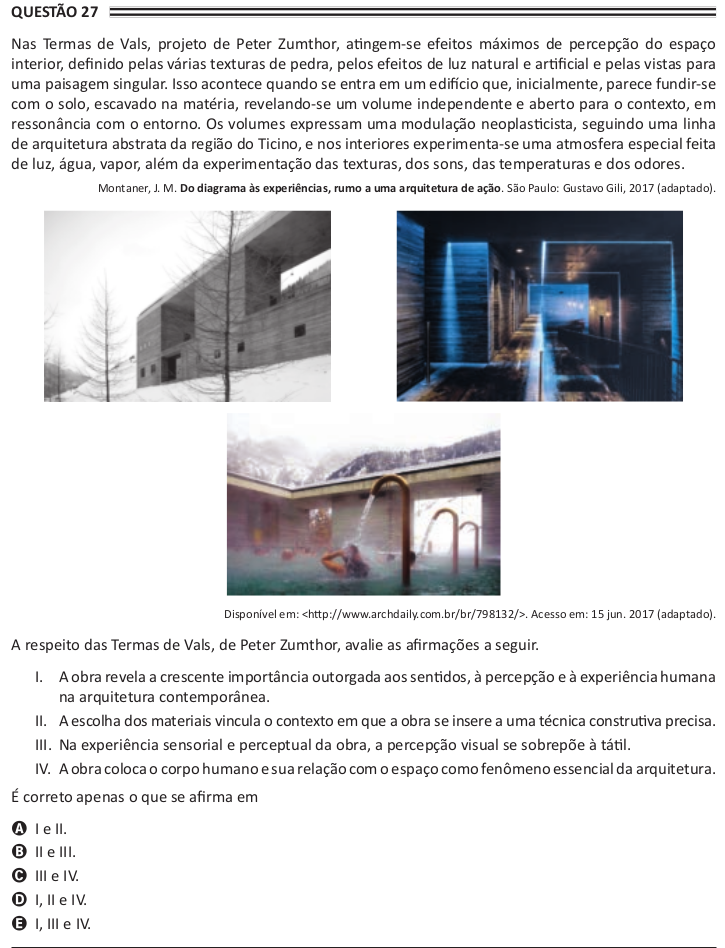 QUESTÃO 27
Nas Termas de Vals, projeto de Peter Zumthor, atingem-se efeitos máximos de percepção do espaço
interior, definido pelas várias texturas de pedra, pelos efeitos de luz natural e artificial e pelas vistas para
uma paisagem singular. Isso acontece quando se entra em um edifício que, inicialmente, parece fundir-se
com o solo, escavado na matéria, revelando-se um volume independente e aberto para o contexto, em
ressonância com o entorno. Os volumes expressam uma modulação neoplasticista, seguindo uma linha
de arquitetura abstrata da região do Ticino, e nos interiores experimenta-se uma atmosfera especial feita
de luz, água, vapor, além da experimentação das texturas, dos sons, das temperaturas e dos odores.
Montaner, J. M. Do diagrama às experiências, rumo a uma arquitetura de ação. São Paulo: Gustavo Gili, 2017 (adaptado).
Disponível em: <http://www.archdaily.com.br/br/798132/>. Acesso em: 15 jun. 2017 (adaptado).
A respeito das Termas de Vals, de Peter Zumthor, avalie as afirmações a seguir.
I. A obra revela a crescente importância outorgada aos sentidos, à percepção e à experiência humana
na arquitetura contemporânea.
II. A escolha dos materiais vincula o contexto em que a obra se insere a uma técnica construtiva precisa.
III. Na experiência sensorial e perceptual da obra, a percepção visual se sobrepõe à tátil.
IV. A obra coloca o corpo humano e sua relação com o espaço como fenômeno essencial da arquitetura.
É correto apenas o que se afirma em
A I e II.
B II e III.
C III e IV.
D I, II e IV.
E I, III e IV.